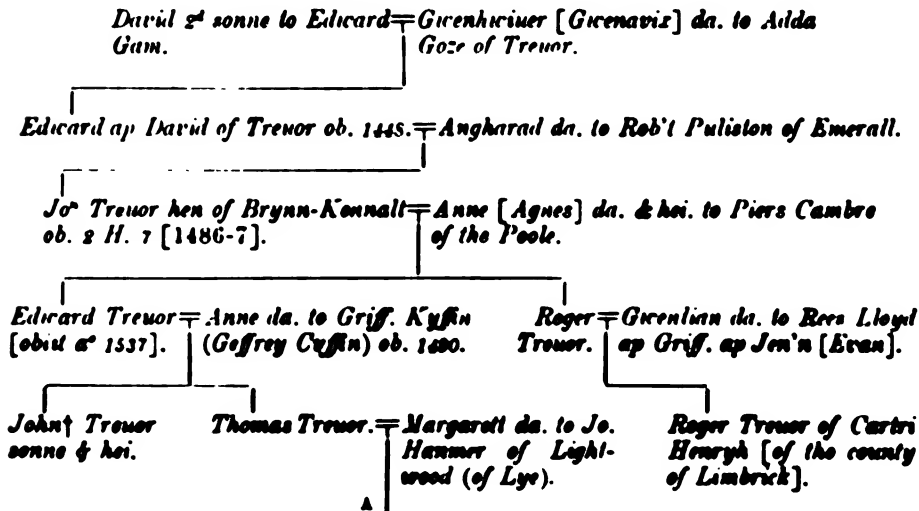 David 2d sonne to Edward = Gwenhwiuer [Gwenaviz] da. to Adda
Gam. Goze of Treuor.
Edward ap David of Treuor ob. 1445. = Angharad da. to Rob't Puliston of Emerall.
Jon Treuor hen of Brynn-Kennalt = Anne [Agnes] da. & hei. to Piers Cambre
ob. 2 H. 7 [1486-7]. of the Poole.
Edward Treuor = Anne da. to Griff. Kyffin
[obiit ao 1537]. (Geffrey Cyffin) ob. 1490.
Roger = Gwenlian da. to Rees Lloyd
Treuor. ap Griff. ap Jen'n [Evan].
John† Treuor
sonne & hei.
Thomas Treuor. = Margarett da. to Jo.
Hanmer of Light-
wood (of Lye).
Roger Treuor of Cartri
Henryh [of the county
of Limbrick].
A